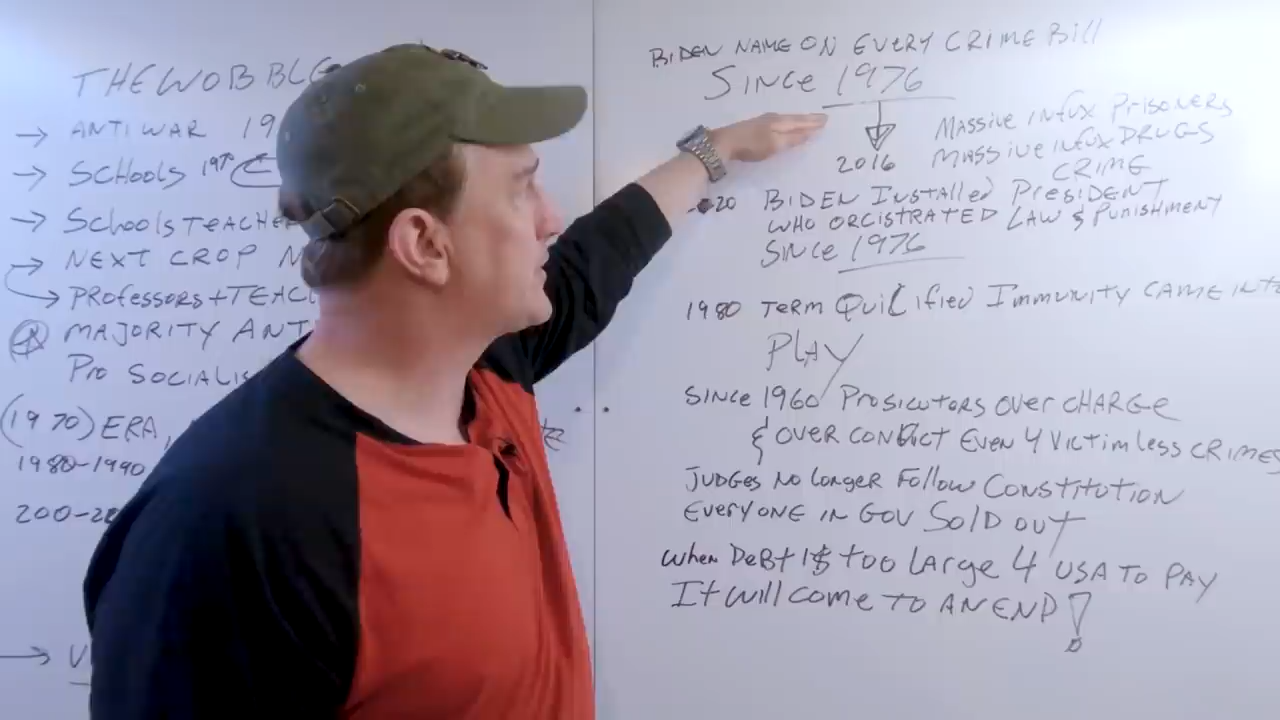 THE WOBBLE
→ ANTIWAR 19
→ SCHOOLS 197
→ SCHOOLS TEACHE
→ NEXT CROP N
PROFESSORS + TEAC
MAJORITY ANT
PRO SOCIALIS
(1970) ERA,
1980-1990
200-20
→ V
BIDEN NAME ON EVERY CRIME BILL
SINCE 1976
2016
MASSIVE INFUX PRISONERS
MASSIVE INFUX DRUGS
CRIME
20 BIDEN INSTALLED PRESIDENT
WHO ORCISTRATED LAW & PUNISHMENT
SINCE 1976
1980 TERM QUILIFIED IMMUNITY CAME INTO
PLAY
SINCE 1960 PROSICUTORS OVER CHARGE
& OVER CONVICT EVEN 4 VICTIMLESS CRIMES
JUDGES NO LONGER FOLLOW CONSTITUTION
EVERYONE IN GOV SOLD OUT
WHEN DEBT IS TOO LARGE 4 USA TO PAY
IT WILL COME TO AN END!